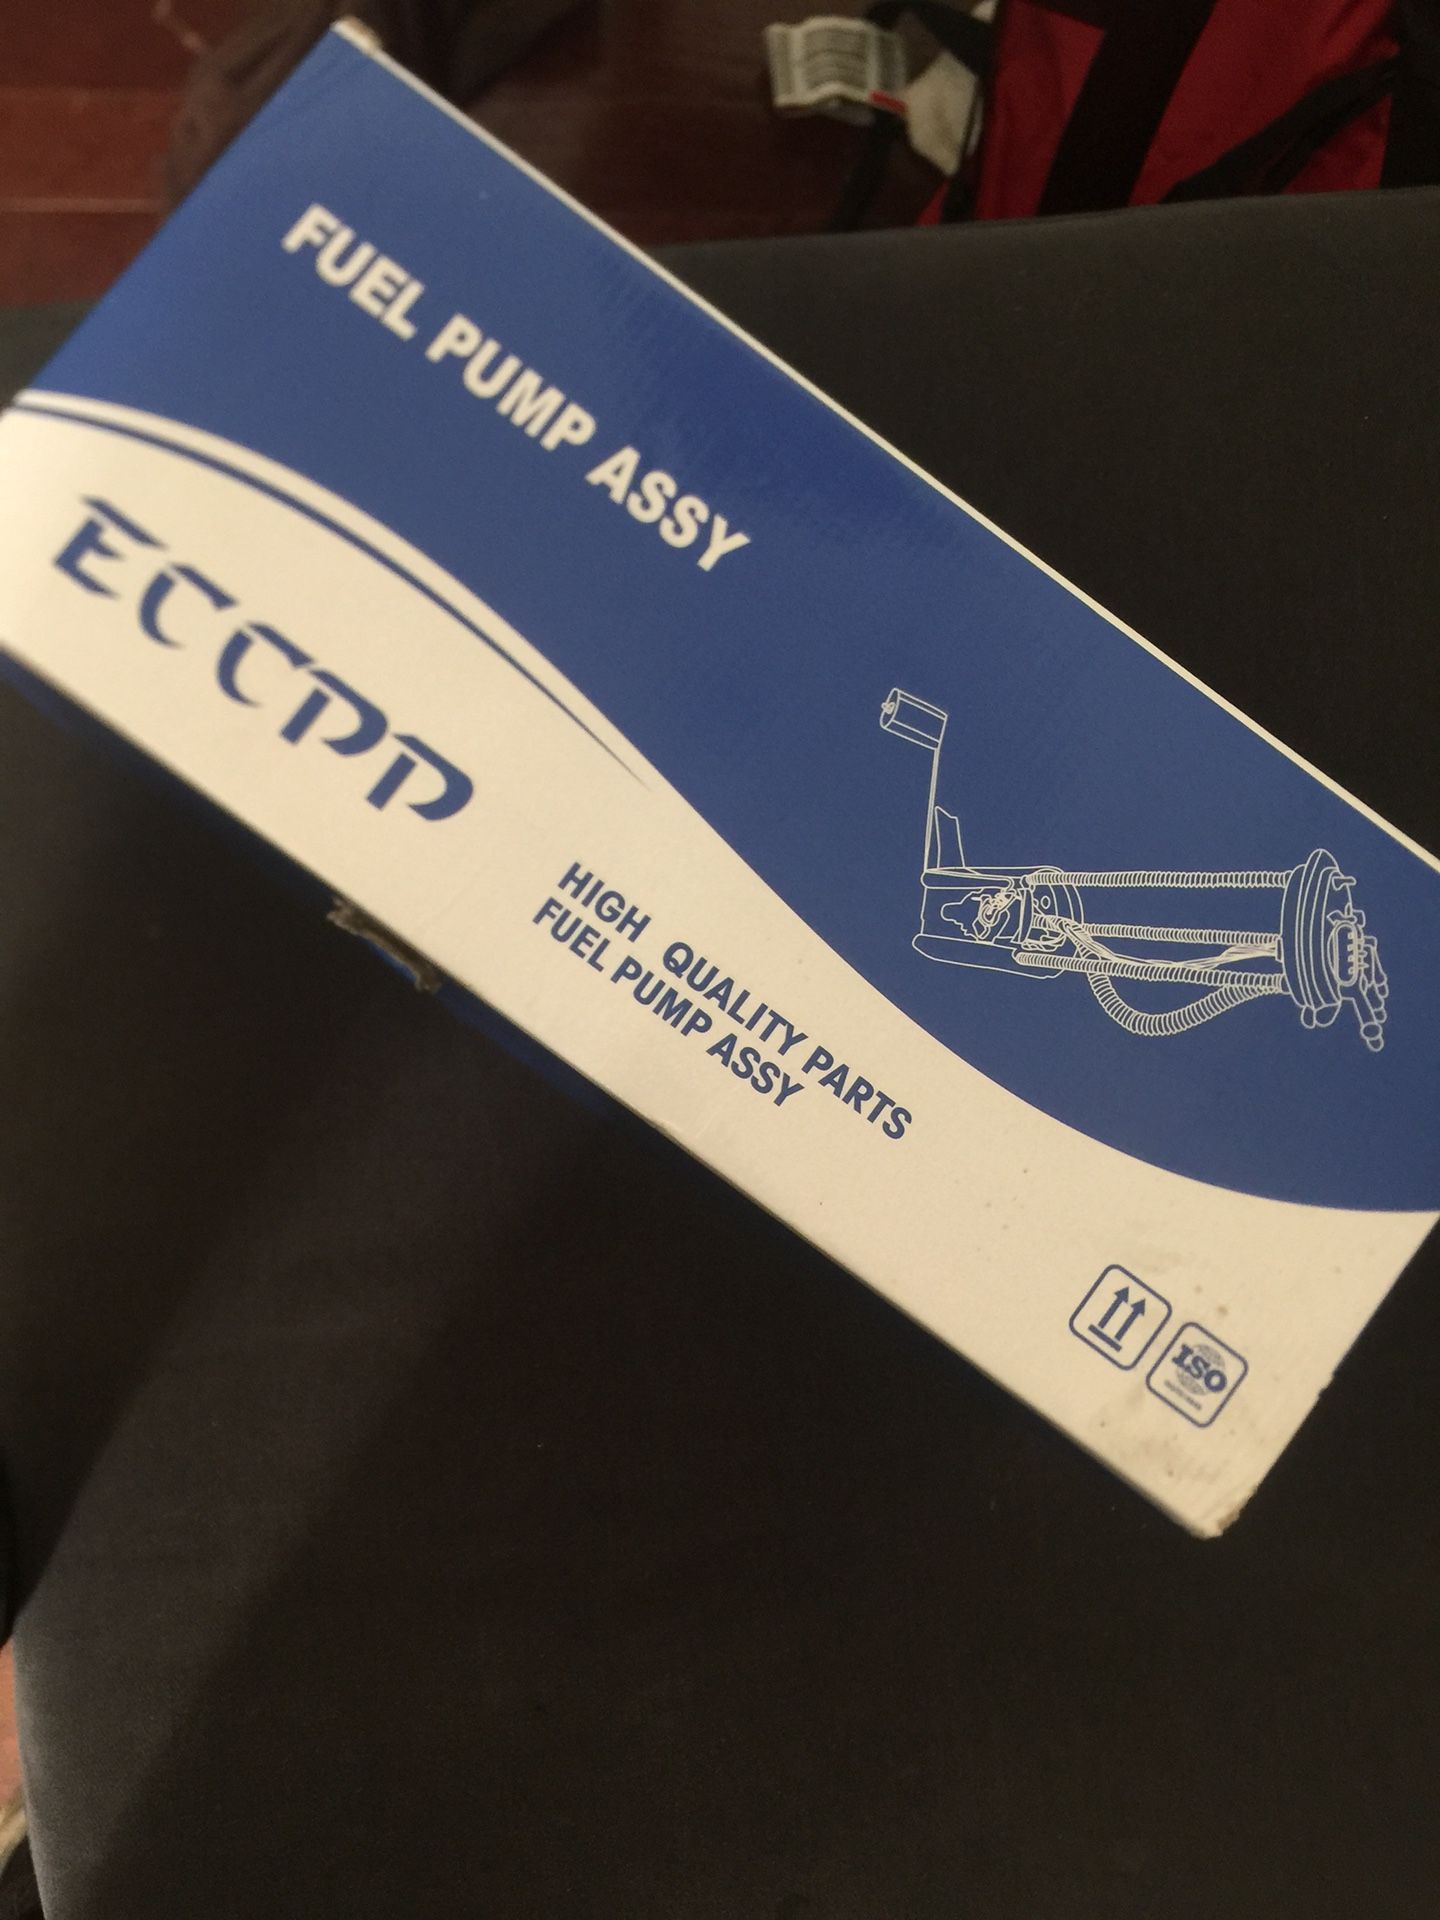 FUEL PUMP ASSY
ECCPP
HIGH QUALITY PARTS
FUEL PUMP ASSY
ISO